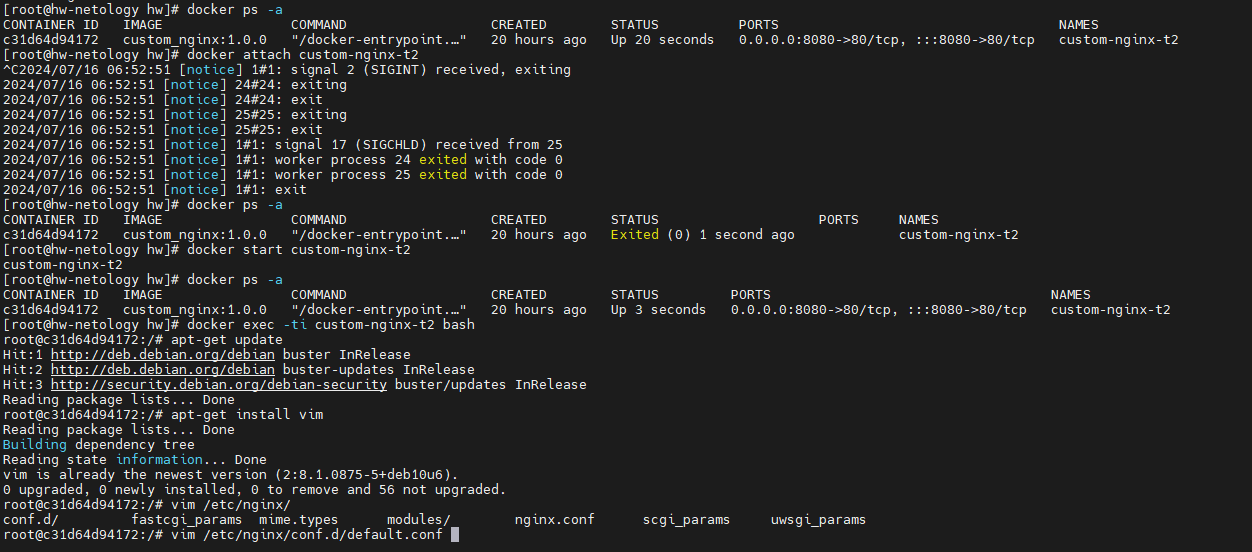 [root@hw-netology hw]# docker ps -a
CONTAINER ID   IMAGE                COMMAND                  CREATED        STATUS          PORTS                                   NAMES
c31d64d94172   custom_nginx:1.0.0   "/docker-entrypoint.…"   20 hours ago   Up 20 seconds   0.0.0.0:8080->80/tcp, :::8080->80/tcp   custom-nginx-t2
[root@hw-netology hw]# docker attach custom-nginx-t2
^C2024/07/16 06:52:51 [notice] 1#1: signal 2 (SIGINT) received, exiting
2024/07/16 06:52:51 [notice] 24#24: exiting
2024/07/16 06:52:51 [notice] 24#24: exit
2024/07/16 06:52:51 [notice] 25#25: exiting
2024/07/16 06:52:51 [notice] 25#25: exit
2024/07/16 06:52:51 [notice] 1#1: signal 17 (SIGCHLD) received from 25
2024/07/16 06:52:51 [notice] 1#1: worker process 24 exited with code 0
2024/07/16 06:52:51 [notice] 1#1: worker process 25 exited with code 0
2024/07/16 06:52:51 [notice] 1#1: exit
[root@hw-netology hw]# docker ps -a
CONTAINER ID   IMAGE                COMMAND                  CREATED        STATUS                    PORTS     NAMES
c31d64d94172   custom_nginx:1.0.0   "/docker-entrypoint.…"   20 hours ago   Exited (0) 1 second ago             custom-nginx-t2
[root@hw-netology hw]# docker start custom-nginx-t2
custom-nginx-t2
[root@hw-netology hw]# docker ps -a
CONTAINER ID   IMAGE                COMMAND                  CREATED        STATUS         PORTS                                   NAMES
c31d64d94172   custom_nginx:1.0.0   "/docker-entrypoint.…"   20 hours ago   Up 3 seconds   0.0.0.0:8080->80/tcp, :::8080->80/tcp   custom-nginx-t2
[root@hw-netology hw]# docker exec -ti custom-nginx-t2 bash
root@c31d64d94172:/# apt-get update
Hit:1 http://deb.debian.org/debian buster InRelease
Hit:2 http://deb.debian.org/debian buster-updates InRelease
Hit:3 http://security.debian.org/debian-security buster/updates InRelease
Reading package lists... Done
root@c31d64d94172:/# apt-get install vim
Reading package lists... Done
Building dependency tree
Reading state information... Done
vim is already the newest version (2:8.1.0875-5+deb10u6).
0 upgraded, 0 newly installed, 0 to remove and 56 not upgraded.
root@c31d64d94172:/# vim /etc/nginx/
conf.d/         fastcgi_params  mime.types      modules/        nginx.conf      scgi_params     uwsgi_params
root@c31d64d94172:/# vim /etc/nginx/conf.d/default.conf